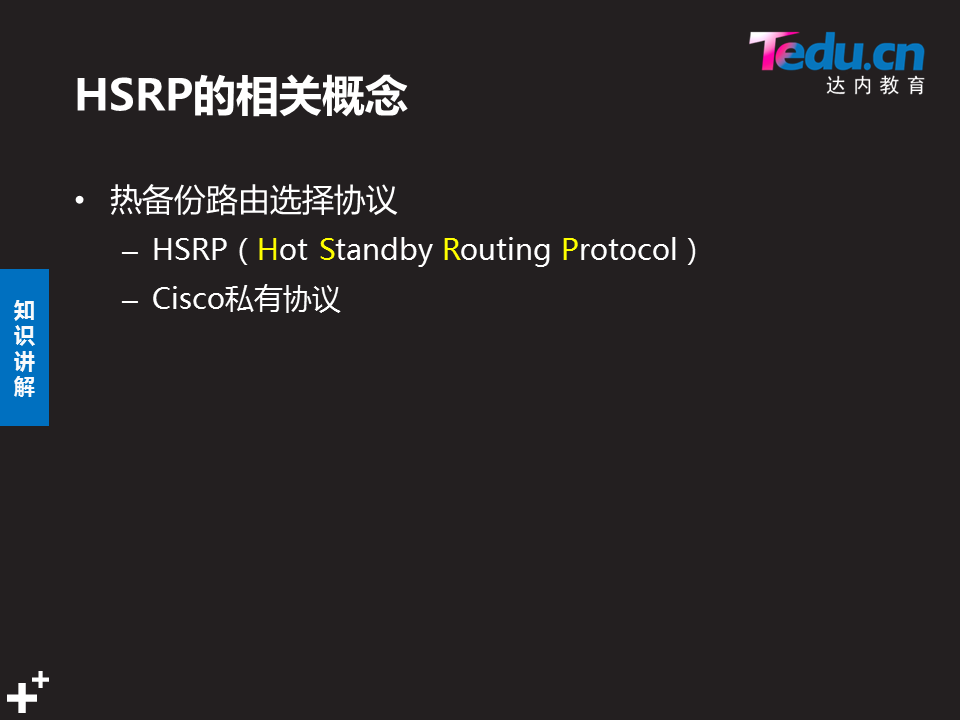 Tedu.cn
达内教育
HSRP的相关概念
• 热备份路由选择协议
– HSRP（Hot Standby Routing Protocol）
– Cisco私有协议
知识讲解